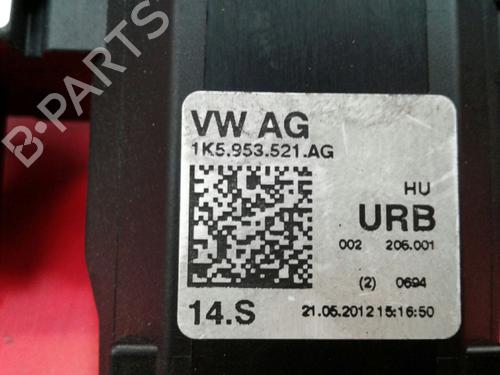 VW AG
1K5.953.521.AG
HU
URB
002 206.001
(2) 0694
14.S 21.05.2012 15:16:50
B-PARTS